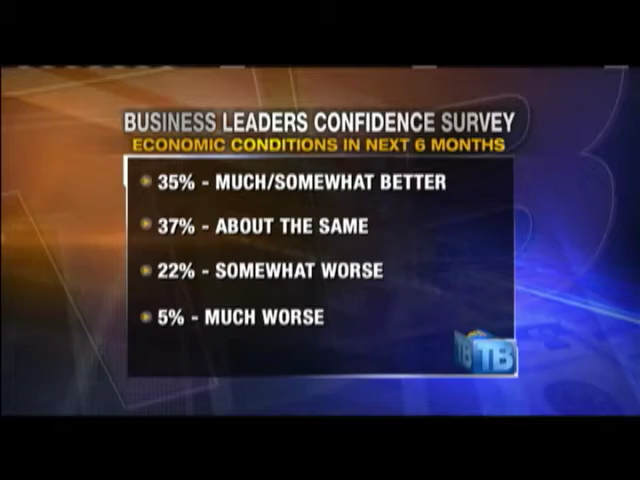 BUSINESS LEADERS CONFIDENCE SURVEY
ECONOMIC CONDITIONS IN NEXT 6 MONTHS
35% - MUCH/SOMEWHAT BETTER
37% - ABOUT THE SAME
22% - SOMEWHAT WORSE
5% - MUCH WORSE
TB TB